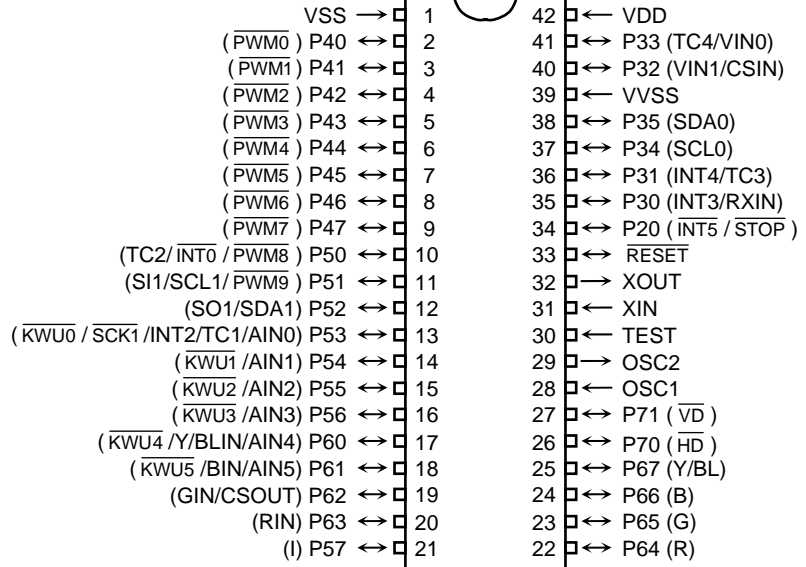 VSS 1 42 VDD
(PWM0) P40 2 41 P33 (TC4/VIN0)
(PWM1) P41 3 40 P32 (VIN1/CSIN)
(PWM2) P42 4 39 VVSS
(PWM3) P43 5 38 P35 (SDA0)
(PWM4) P44 6 37 P34 (SCL0)
(PWM5) P45 7 36 P31 (INT4/TC3)
(PWM6) P46 8 35 P30 (INT3/RXIN)
(PWM7) P47 9 34 P20 (INT5/STOP)
(TC2/INT0/PWM8) P50 10 33 RESET
(SI1/SCL1/PWM9) P51 11 32 XOUT
(SO1/SDA1) P52 12 31 XIN
(KWU0/SCK1/INT2/TC1/AIN0) P53 13 30 TEST
(KWU1/AIN1) P54 14 29 OSC2
(KWU2/AIN2) P55 15 28 OSC1
(KWU3/AIN3) P56 16 27 P71 (VD)
(KWU4/Y/BLIN/AIN4) P60 17 26 P70 (HD)
(KWU5/BIN/AIN5) P61 18 25 P67 (Y/BL)
(GIN/CSOUT) P62 19 24 P66 (B)
(RIN) P63 20 23 P65 (G)
(I) P57 21 22 P64 (R)